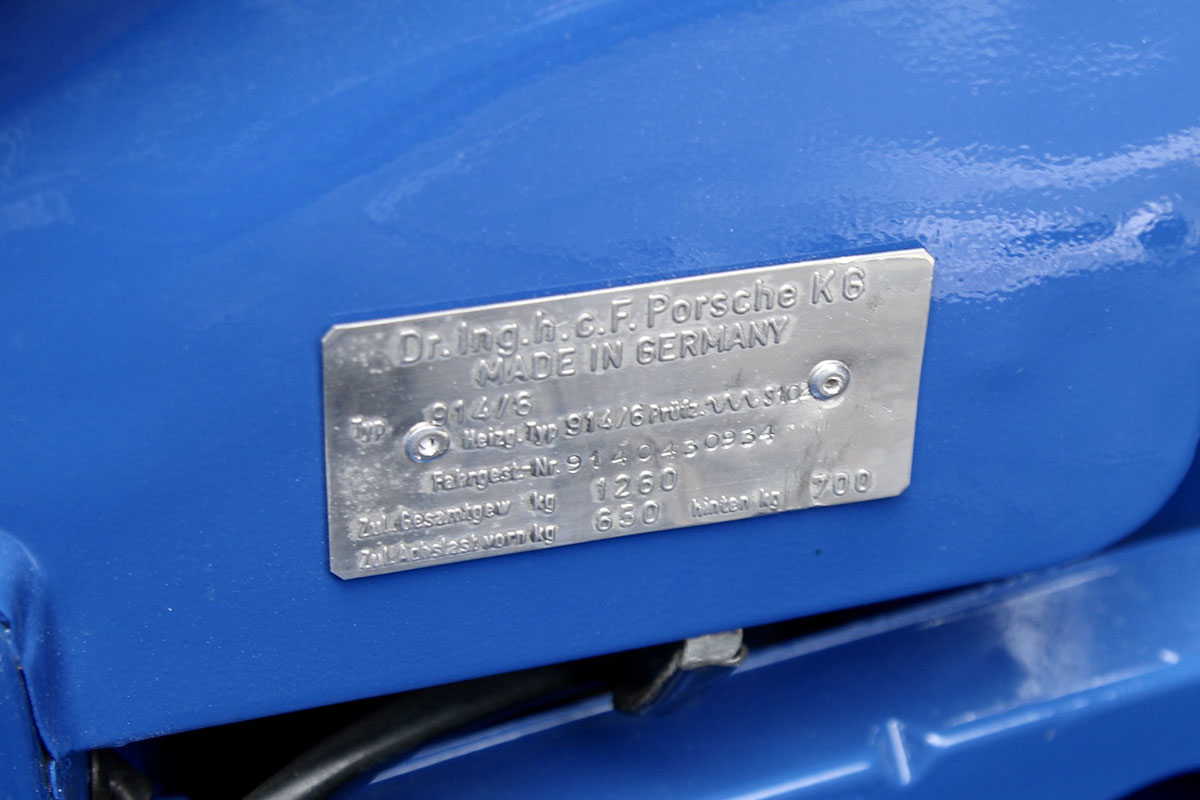 Dr. Ing. h. c. F. Porsche KG
MADE IN GERMANY
Typ 914/6
Heizg. Typ 914/6 Prüfz. S102
Fahrgest.-Nr. 9140430934
Zul. Gesamtgew kg 1260
Zul. Achslast vorn kg 650 hinten kg 700